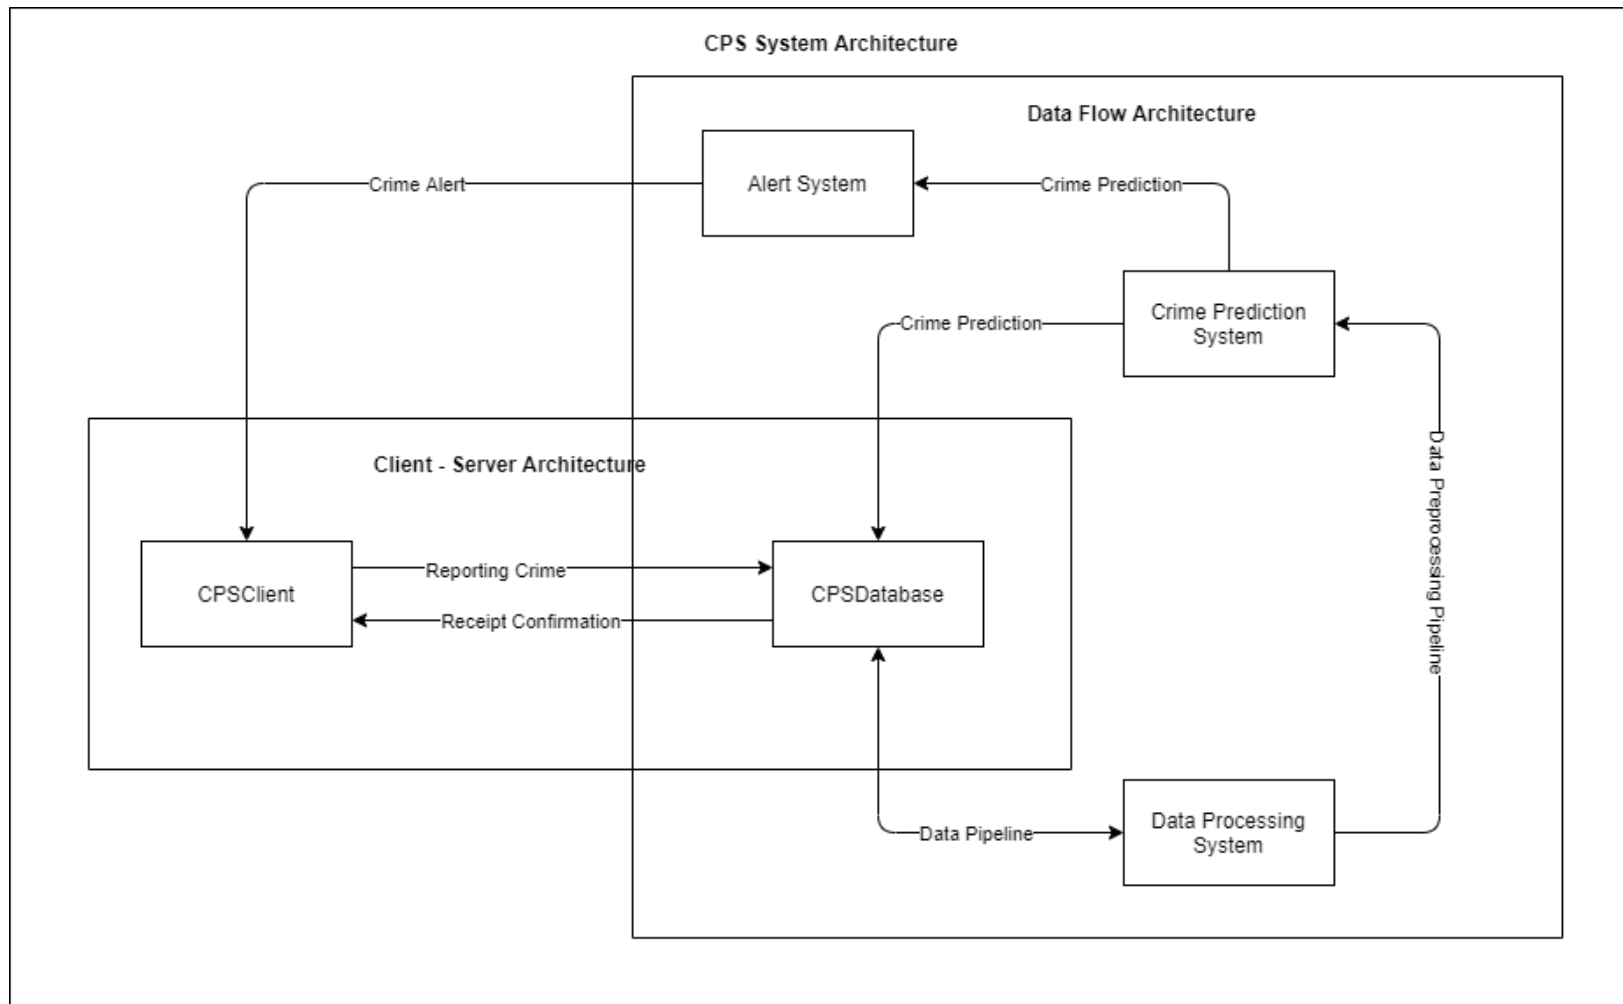 CPS System Architecture
Data Flow Architecture
Alert System
Crime Alert
Crime Prediction
Crime Prediction
System
Crime Prediction
Client - Server Architecture
Data Preprocessing Pipeline
CPSClient
Reporting Crime
Receipt Confirmation
CPSDatabase
Data Pipeline
Data Processing
System